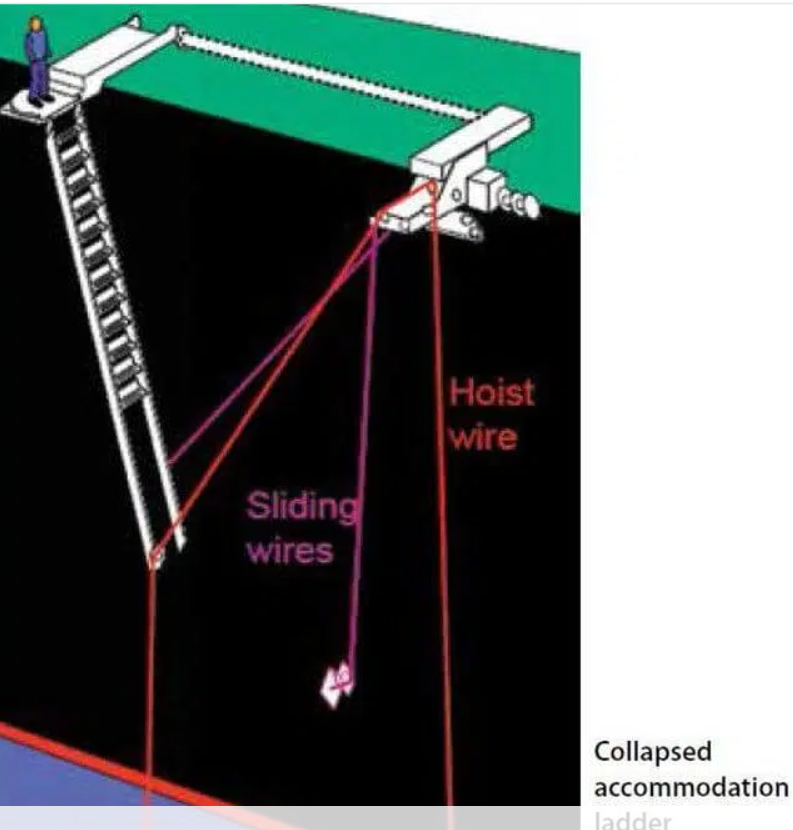 Hoist
wire
Sliding
wires
Collapsed
accommodation
ladder